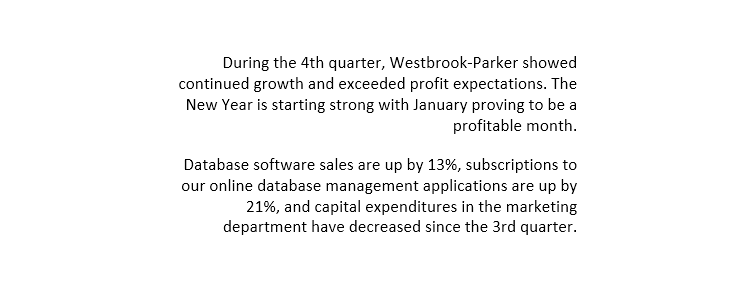 During the 4th quarter, Westbrook-Parker showed
continued growth and exceeded profit expectations. The
New Year is starting strong with January proving to be a
profitable month.
Database software sales are up by 13%, subscriptions to
our online database management applications are up by
21%, and capital expenditures in the marketing
department have decreased since the 3rd quarter.